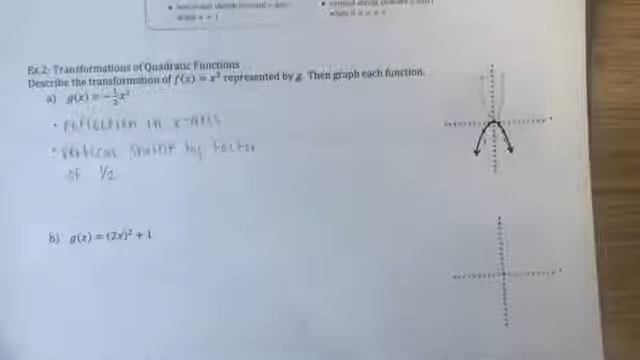 Ex 2: Transformations of Quadratic Functions
Describe the transformation of f(x) = x² represented by g. Then graph each function.
a) g(x) = -½x²
• reflection in x-axis
• vertical shrink by factor
of 1/2
b) g(x) = (2x)² + 1